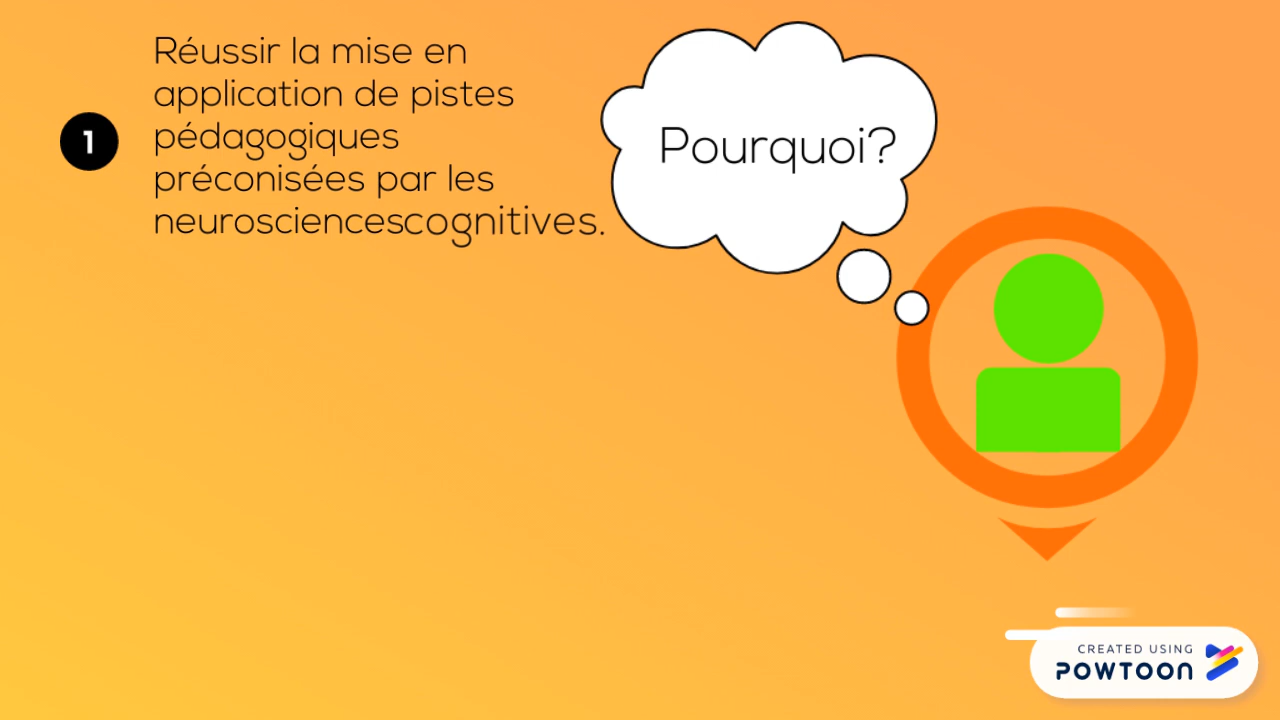 1
Réussir la mise en
application de pistes
pédagogiques
préconisées par les
neurosciencescognitives.
Pourquoi?
CREATED USING
POWTOON